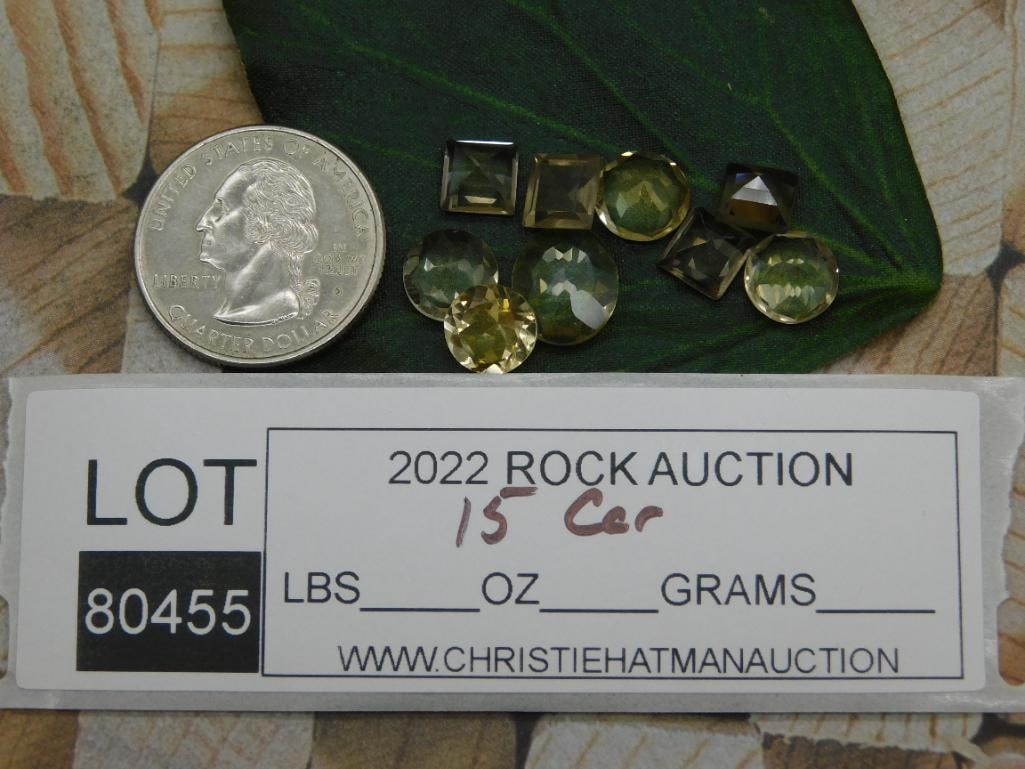 UNITED STATES OF AMERICA
LIBERTY
IN
GOD WE
TRUST
QUARTER DOLLAR
LOT
80455
2022 ROCK AUCTION
15 Car
LBS_____OZ_____GRAMS_____
WWW.CHRISTIEHATMANAUCTION